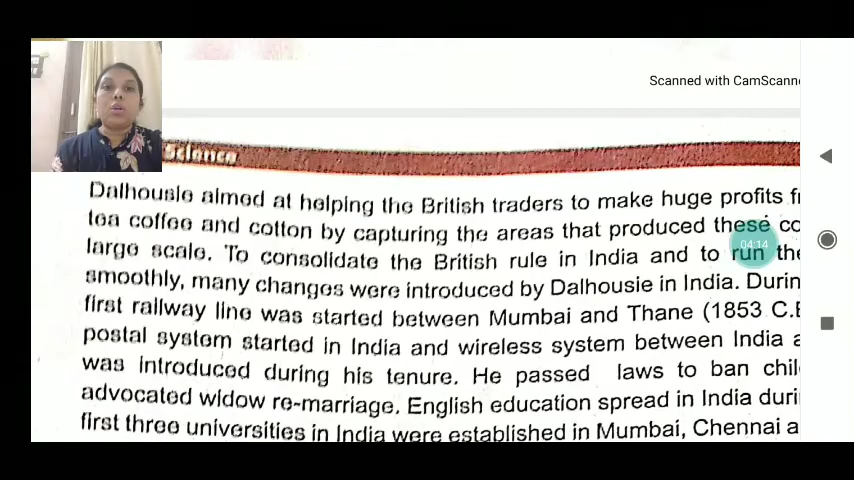 Scanned with CamScanne
Science
Dalhousie aimed at helping the British traders to make huge profits
tea coffee and cotton by capturing the areas that produced these co
large scale. To consolidate the British rule in India and to run the
04:14
smoothly, many changes were introduced by Dalhousie in India. Durin
first railway line was started between Mumbai and Thane (1853 C.E
postal system started in India and wireless system between India a
was introduced during his tenure. He passed laws to ban chil
advocated widow re-marriage. English education spread in India duri
first three universities in India were established in Mumbai, Chennai a